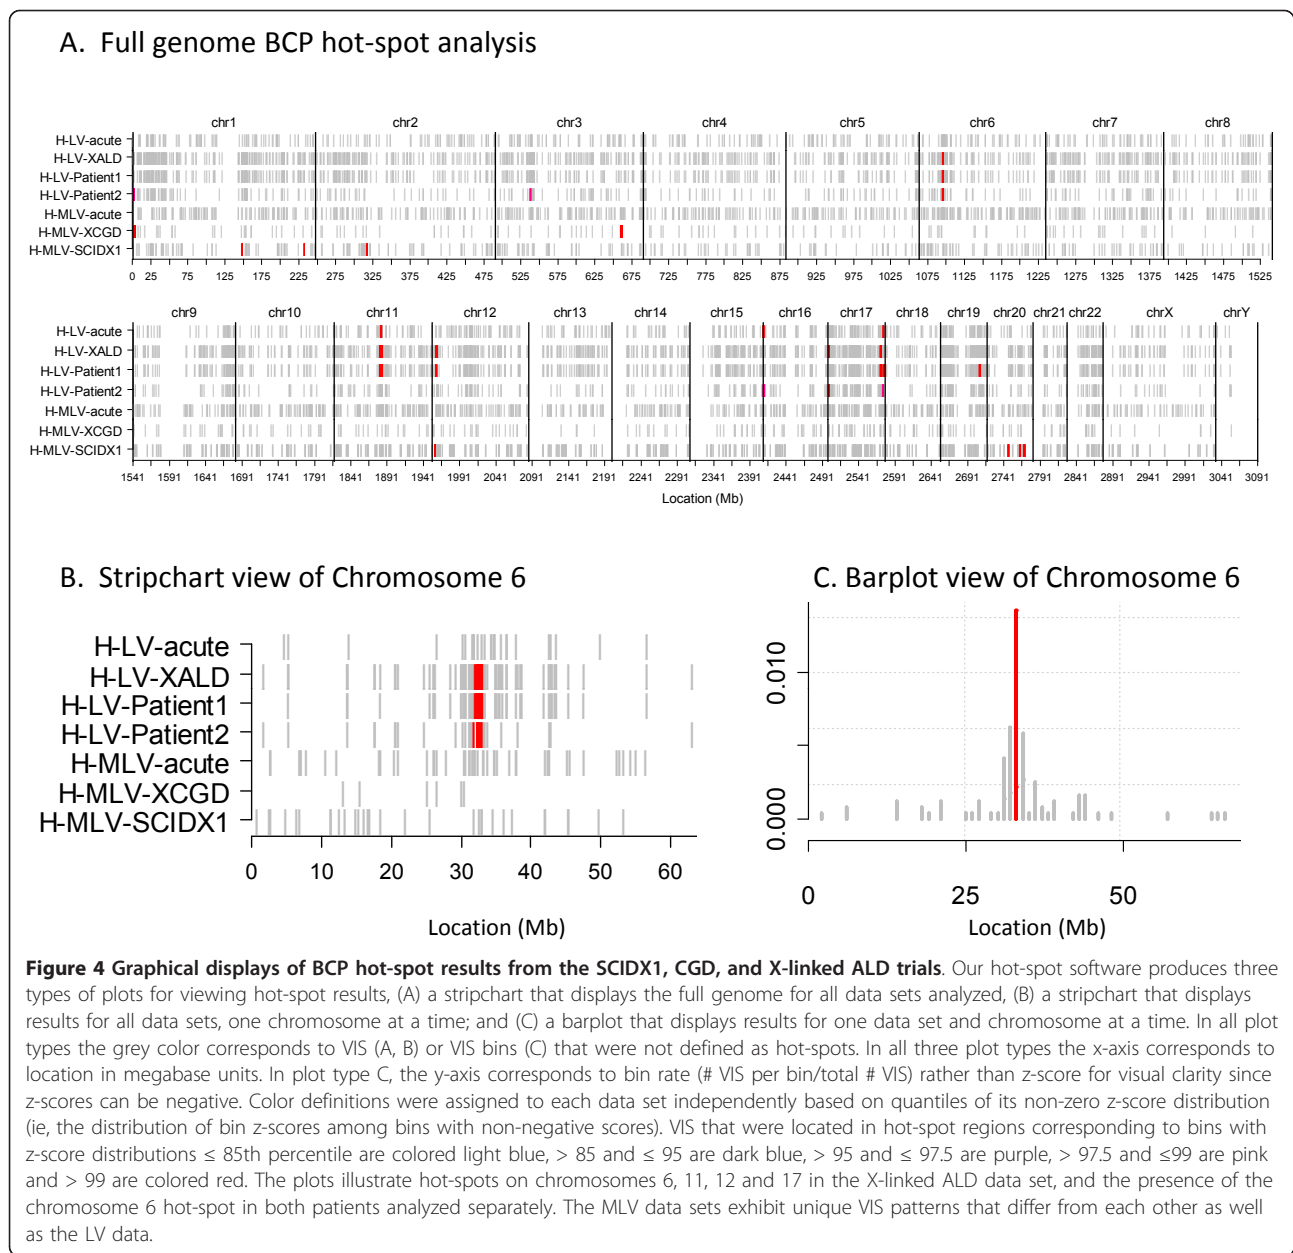 A. Full genome BCP hot-spot analysis
chr1 chr2 chr3 chr4 chr5 chr6 chr7 chr8
H-LV-acute
H-LV-XALD
H-LV-Patient1
H-LV-Patient2
H-MLV-acute
H-MLV-XCGD
H-MLV-SCIDX1
0 25 75 125 175 225 275 325 375 425 475 525 575 625 675 725 775 825 875 925 975 1025 1075 1125 1175 1225 1275 1325 1375 1425 1475 1525
chr9 chr10 chr11 chr12 chr13 chr14 chr15 chr16 chr17 chr18 chr19 chr20 chr21 chr22 chrX chrY
H-LV-acute
H-LV-XALD
H-LV-Patient1
H-LV-Patient2
H-MLV-acute
H-MLV-XCGD
H-MLV-SCIDX1
1541 1591 1641 1691 1741 1791 1841 1891 1941 1991 2041 2091 2141 2191 2241 2291 2341 2391 2441 2491 2541 2591 2641 2691 2741 2791 2841 2891 2941 2991 3041 3091
Location (Mb)
B. Stripchart view of Chromosome 6
H-LV-acute
H-LV-XALD
H-LV-Patient1
H-LV-Patient2
H-MLV-acute
H-MLV-XCGD
H-MLV-SCIDX1
0 10 20 30 40 50 60
Location (Mb)
C. Barplot view of Chromosome 6
0.010
0.000
0 25 50
Location (Mb)
Figure 4 Graphical displays of BCP hot-spot results from the SCIDX1, CGD, and X-linked ALD trials. Our hot-spot software produces three
types of plots for viewing hot-spot results, (A) a stripchart that displays the full genome for all data sets analyzed, (B) a stripchart that displays
results for all data sets, one chromosome at a time; and (C) a barplot that displays results for one data set and chromosome at a time. In all plot
types the grey color corresponds to VIS (A, B) or VIS bins (C) that were not defined as hot-spots. In all three plot types the x-axis corresponds to
location in megabase units. In plot type C, the y-axis corresponds to bin rate (# VIS per bin/total # VIS) rather than z-score for visual clarity since
z-scores can be negative. Color definitions were assigned to each data set independently based on quantiles of its non-zero z-score distribution
(ie, the distribution of bin z-scores among bins with non-negative scores). VIS that were located in hot-spot regions corresponding to bins with
z-score distributions ≤ 85th percentile are colored light blue, > 85 and ≤ 95 are dark blue, > 95 and ≤ 97.5 are purple, > 97.5 and ≤99 are pink
and > 99 are colored red. The plots illustrate hot-spots on chromosomes 6, 11, 12 and 17 in the X-linked ALD data set, and the presence of the
chromosome 6 hot-spot in both patients analyzed separately. The MLV data sets exhibit unique VIS patterns that differ from each other as well
as the LV data.